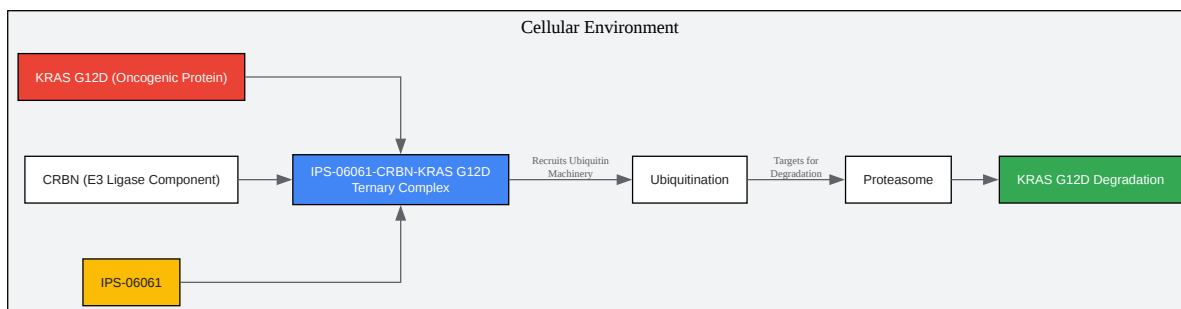 Cellular Environment
KRAS G12D (Oncogenic Protein)
CRBN (E3 Ligase Component)
IPS-06061
IPS-06061-CRBN-KRAS G12D
Ternary Complex
Recruits Ubiquitin
Machinery
Ubiquitination
Targets for
Degradation
Proteasome
KRAS G12D Degradation